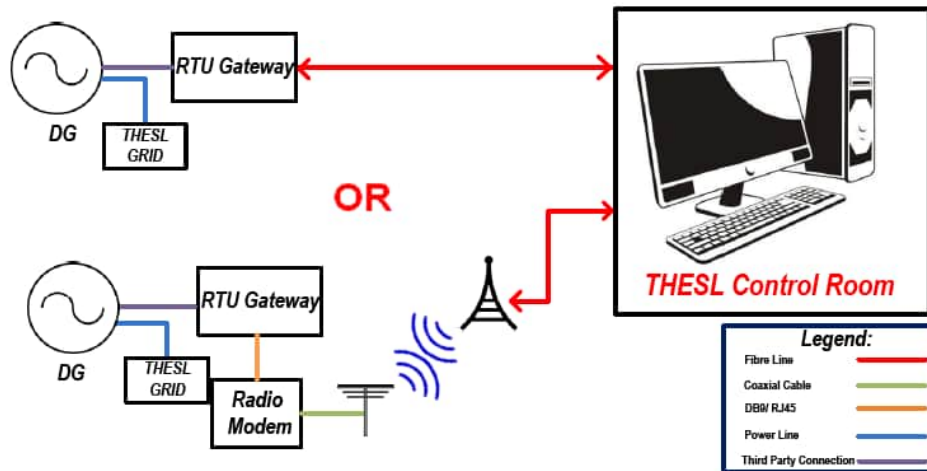 RTU Gateway
DG
THESL
GRID
OR
THESL Control Room
RTU Gateway
DG
THESL
GRID
Radio
Modem
Legend:
Fibre Line
Coaxial Cable
DB9/ RJ45
Power Line
Third Party Connection